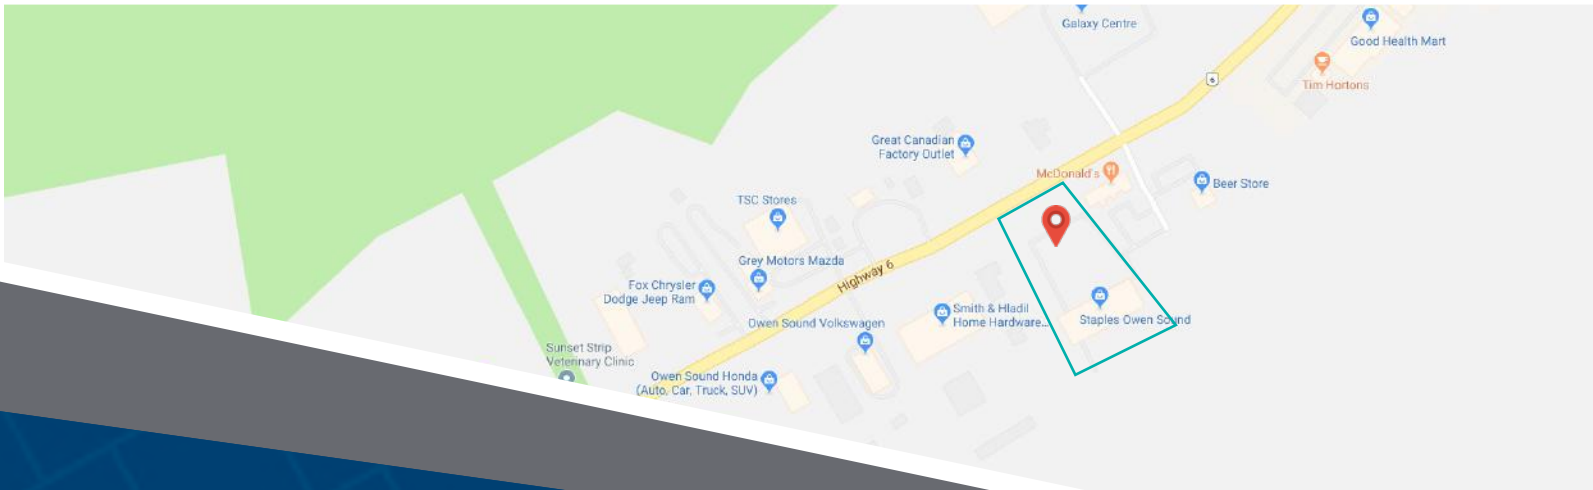 Galaxy Centre
Good Health Mart
6
Tim Hortons
Great Canadian
Factory Outlet
McDonald's
Beer Store
TSC Stores
Grey Motors Mazda
Highway 6
Fox Chrysler
Dodge Jeep Ram
Smith & Hladil
Home Hardware...
Staples Owen Sound
Owen Sound Volkswagen
Sunset Strip
Veterinary Clinic
Owen Sound Honda
(Auto, Car, Truck, SUV)